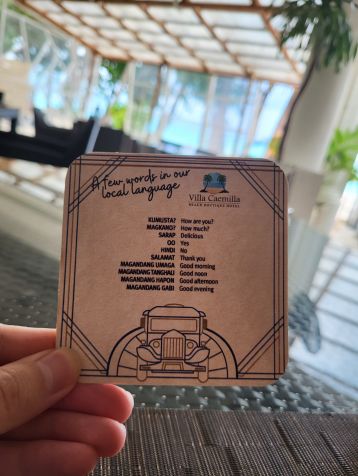 A few words in our
local language
Villa Caemilla
BEACH BOUTIQUE HOTEL
KUMUSTA? How are you?
MAGKANO? How much?
SARAP Delicious
OO Yes
HINDI No
SALAMAT Thank you
MAGANDANG UMAGA Good morning
MAGANDANG TANGHALI Good noon
MAGANDANG HAPON Good afternoon
MAGANDANG GABI Good evening